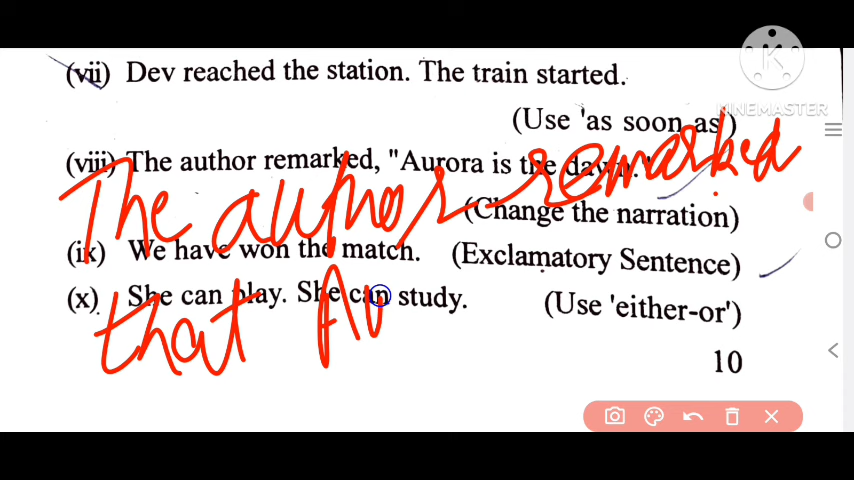 KINEMASTER
(vii) Dev reached the station. The train started.
(Use 'as soon as')
(viii) The author remarked, "Aurora is the dawn."
The author remarked
(Change the narration)
(ix) We have won the match. (Exclamatory Sentence)
(x) She can play. She can study. (Use 'either-or')
that Au
10